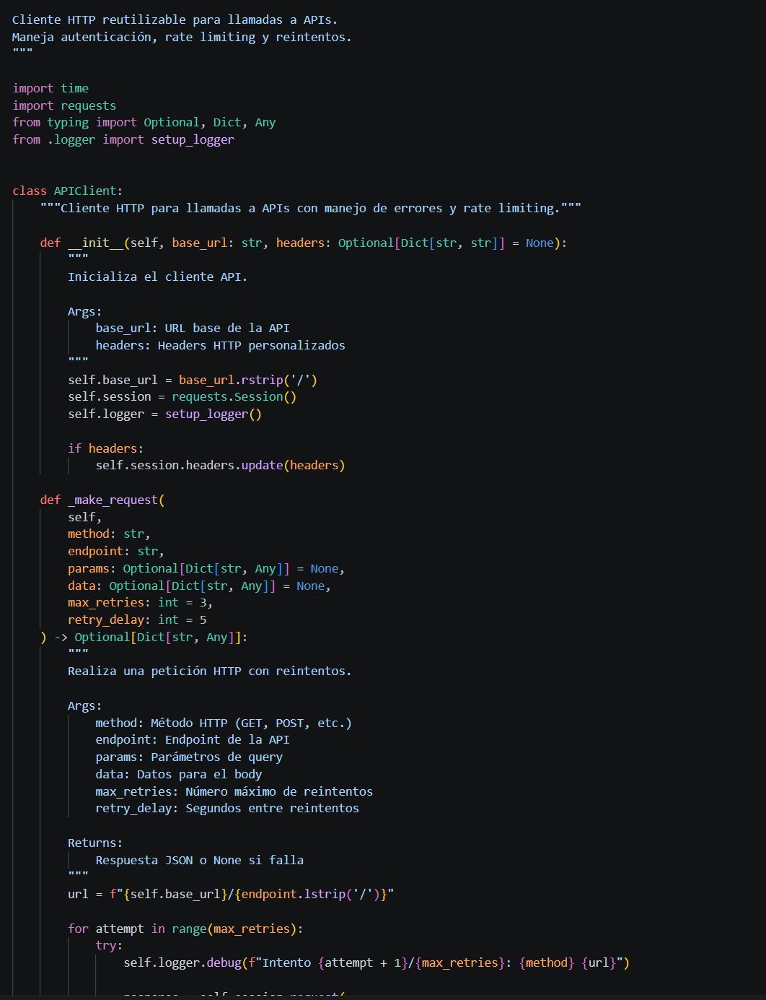 Cliente HTTP reutilizable para llamadas a APIs.
Maneja autenticación, rate limiting y reintentos.
"""
import time
import requests
from typing import Optional, Dict, Any
from .logger import setup_logger
class APIClient:
"""Cliente HTTP para llamadas a APIs con manejo de errores y rate limiting."""
def __init__(self, base_url: str, headers: Optional[Dict[str, str]] = None):
"""
Inicializa el cliente API.
Args:
base_url: URL base de la API
headers: Headers HTTP personalizados
"""
self.base_url = base_url.rstrip('/')
self.session = requests.Session()
self.logger = setup_logger()
if headers:
self.session.headers.update(headers)
def _make_request(
self,
method: str,
endpoint: str,
params: Optional[Dict[str, Any]] = None,
data: Optional[Dict[str, Any]] = None,
max_retries: int = 3,
retry_delay: int = 5
) -> Optional[Dict[str, Any]]:
"""
Realiza una petición HTTP con reintentos.
Args:
method: Método HTTP (GET, POST, etc.)
endpoint: Endpoint de la API
params: Parámetros de query
data: Datos para el body
max_retries: Número máximo de reintentos
retry_delay: Segundos entre reintentos
Returns:
Respuesta JSON o None si falla
"""
url = f"{self.base_url}/{endpoint.lstrip('/')}"
for attempt in range(max_retries):
try:
self.logger.debug(f"Intento {attempt + 1}/{max_retries}: {method} {url}")